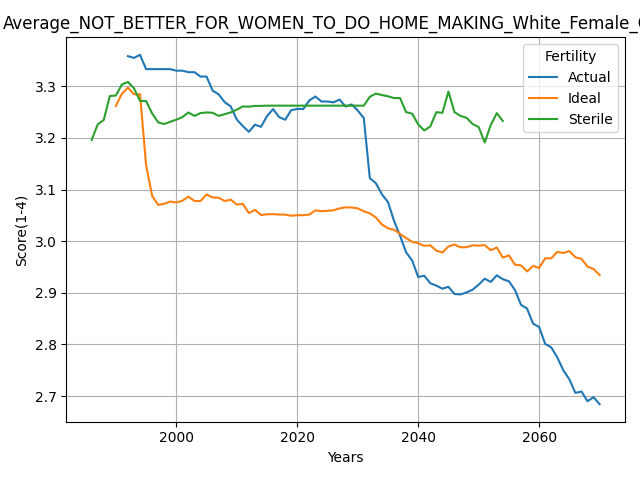 Average_NOT_BETTER_FOR_WOMEN_TO_DO_HOME_MAKING_White_Female_
Fertility
Actual
Ideal
Sterile
Score(1-4)
3.3
3.2
3.1
3.0
2.9
2.8
2.7
2000 2020 2040 2060
Years